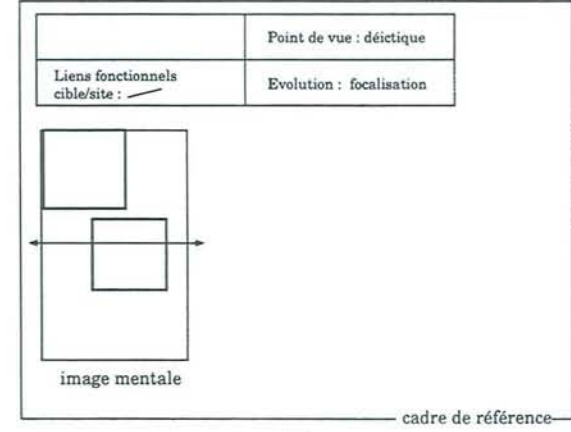 Point de vue : déictique
Liens fonctionnels
cible/site :
Evolution : focalisation
image mentale
cadre de référence